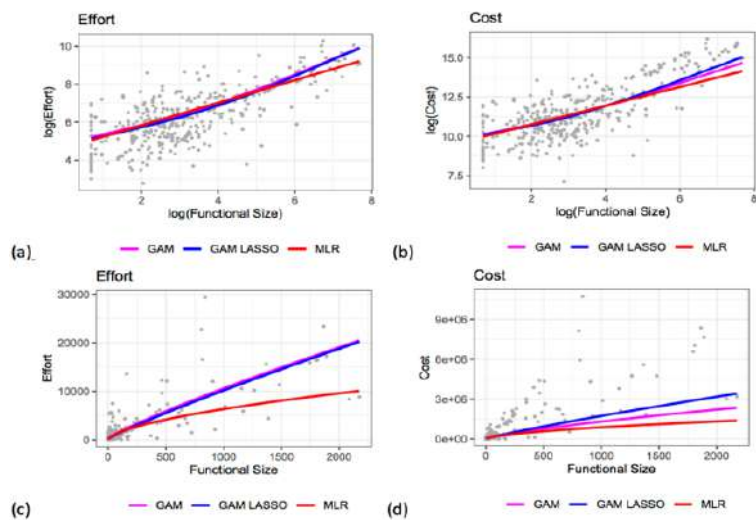 Effort
10
8
6
4
log(Effort)
2 4 6 8
log(Functional Size)
(a) GAM GAM LASSO MLR
Cost
15.0
12.5
10.0
7.5
log(Cost)
2 4 6 8
log(Functional Size)
(b) GAM GAM LASSO MLR
Effort
30000
20000
10000
0
Effort
0 500 1000 1500 2000
Functional Size
(c) GAM GAM LASSO MLR
Cost
9e+06
6e+06
3e+06
0e+00
Cost
0 500 1000 1500 2000
Functional Size
(d) GAM GAM LASSO MLR